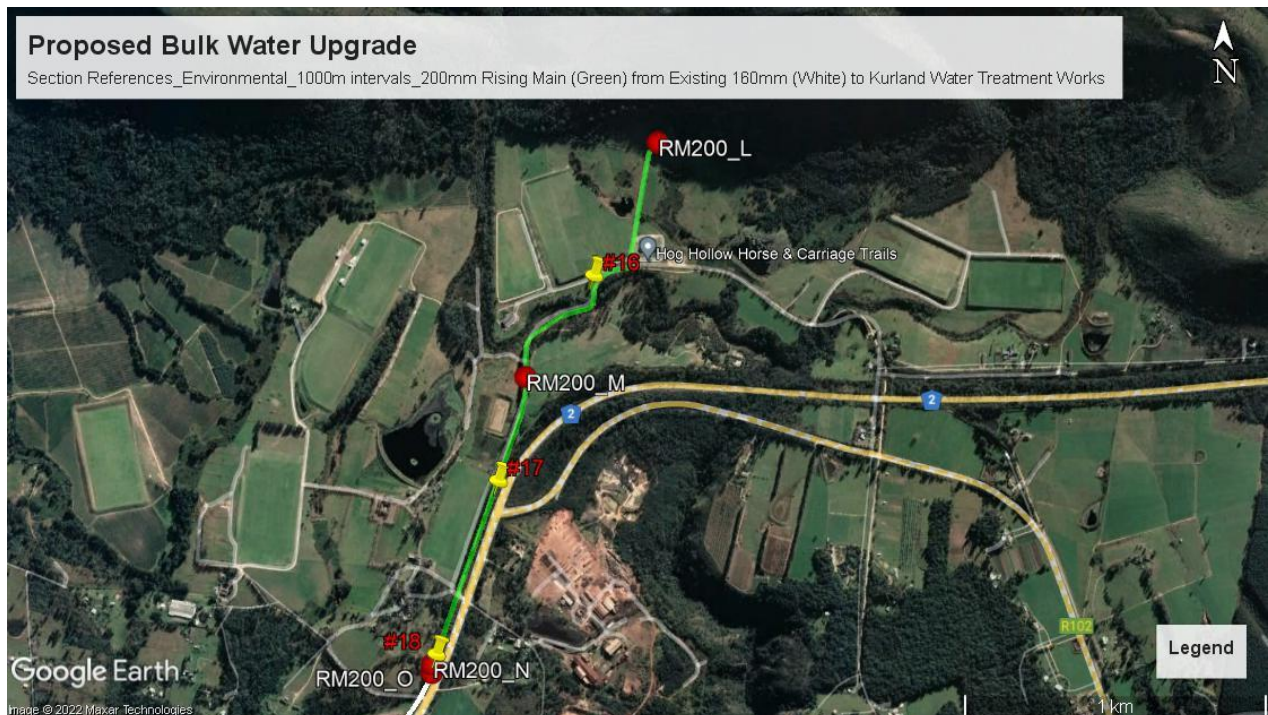 Proposed Bulk Water Upgrade
Section References_Environmental_1000m intervals_200mm Rising Main (Green) from Existing 160mm (White) to Kurland Water Treatment Works
N
RM200_L
Hog Hollow Horse & Carriage Trails
#16
RM200_M
2
2
#17
#18
R102
Legend
RM200_O
RM200_N
Google Earth
Image © 2022 Maxar Technologies
1 km